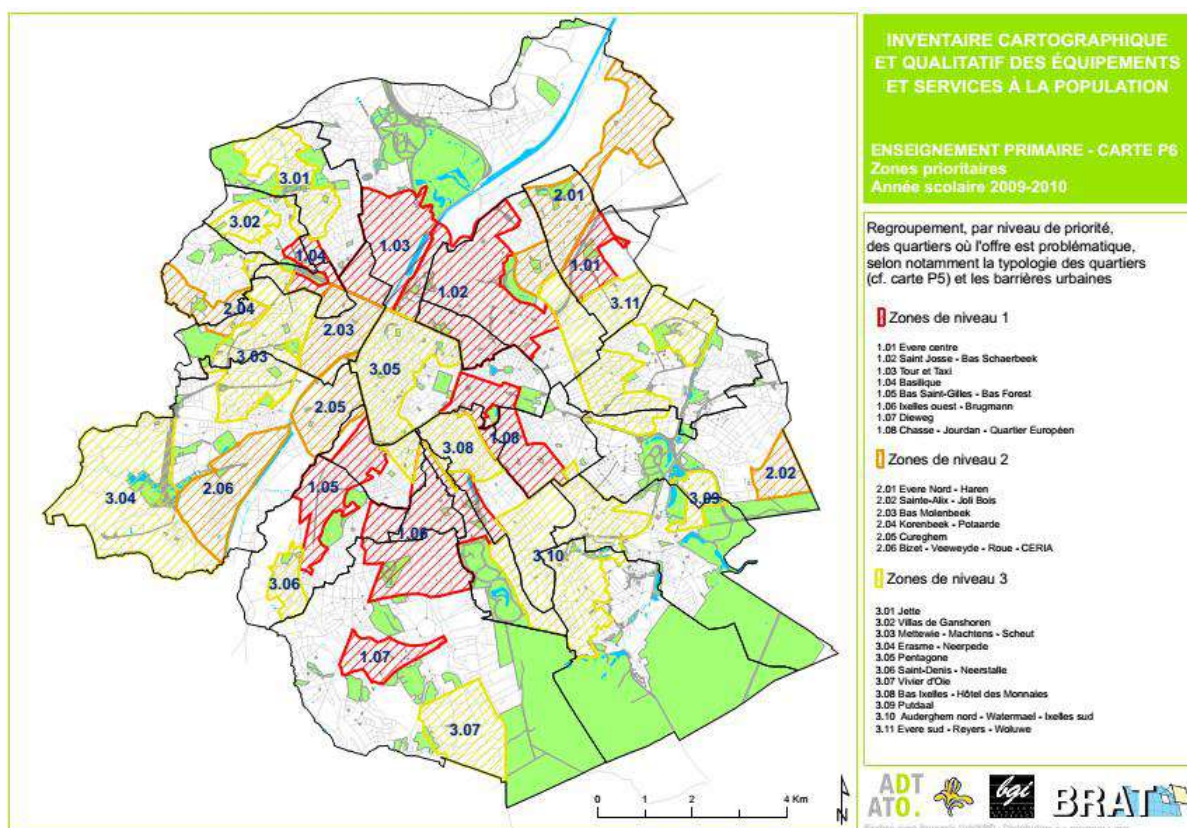 INVENTAIRE CARTOGRAPHIQUE
ET QUALITATIF DES ÉQUIPEMENTS
ET SERVICES À LA POPULATION
ENSEIGNEMENT PRIMAIRE - CARTE P6
Zones prioritaires
Année scolaire 2009-2010
Regroupement, par niveau de priorité,
des quartiers où l'offre est problématique,
selon notamment la typologie des quartiers
(cf. carte P5) et les barrières urbaines
Zones de niveau 1
1.01 Evere centre
1.02 Saint Josse - Bas Schaerbeek
1.03 Tour et Taxi
1.04 Basilique
1.05 Bas Saint-Gilles - Bas Forest
1.06 Ixelles ouest - Brugmann
1.07 Dieweg
1.08 Chasse - Jourdan - Quartier Européen
Zones de niveau 2
2.01 Evere Nord - Haren
2.02 Sainte-Alix - Joli Bois
2.03 Bas Molenbeek
2.04 Korenbeek - Potaarde
2.05 Cureghem
2.06 Bizet - Veeweyde - Roue - CERIA
Zones de niveau 3
3.01 Jette
3.02 Villas de Ganshoren
3.03 Mettewie - Machtens - Scheut
3.04 Erasme - Neerpede
3.05 Pentagone
3.06 Saint-Denis - Neerstalle
3.07 Vivier d'Oie
3.08 Bas Ixelles - Hôtel des Monnaies
3.09 Putdaal
3.10 Auderghem nord - Watermael - Ixelles sud
3.11 Evere sud - Reyers - Woluwe
3.01
2.01
3.02
1.04
1.03
1.01
1.02
3.11
2.04
2.03
3.03
3.05
2.05
3.08
1.08
2.02
3.04
2.06
1.05
3.09
1.06
3.10
3.06
1.07
3.07
0 2 4 Km
N
ADT
ATO.
bgi
BRAT